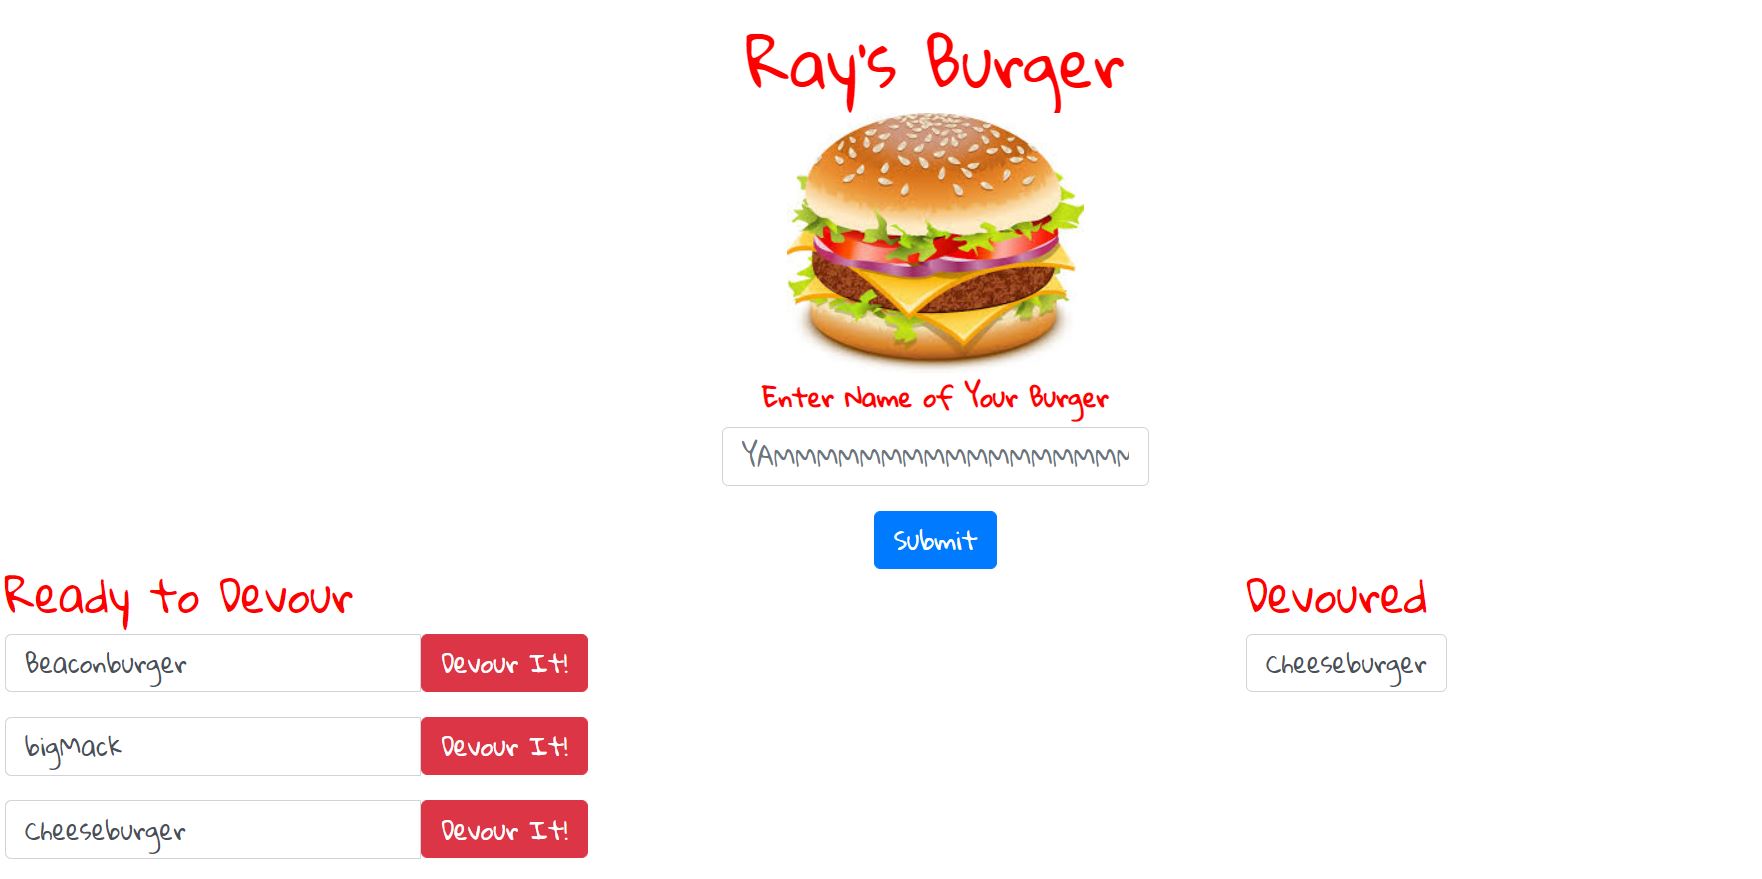 Ray's Burger
Enter Name of Your Burger
YAMMMMMMMMMMMMMMMMM
Submit
Ready to Devour
Beaconburger Devour It!
bigMack Devour It!
Cheeseburger Devour It!
Devoured
Cheeseburger